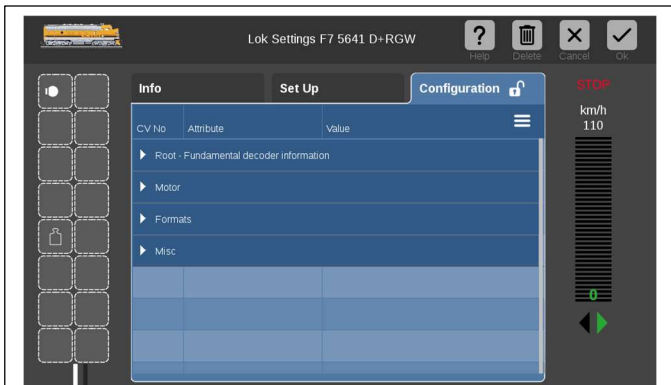 Lok Settings F7 5641 D+RGW
?
Help
Delete
Cancel
Ok
Info
Set Up
Configuration
STOP
km/h
110
CV No
Attribute
Value
Root - Fundamental decoder information
Motor
Formats
Misc
0